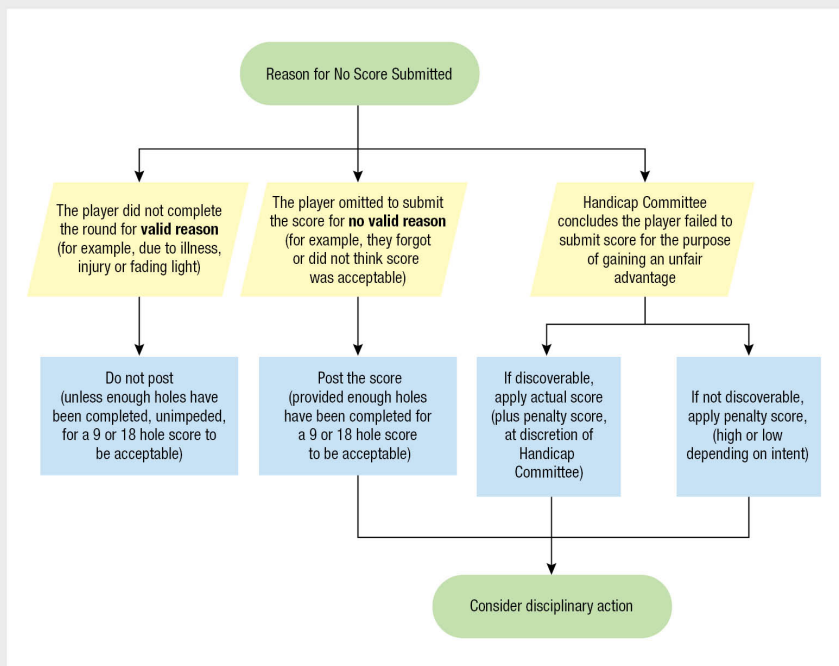 Reason for No Score Submitted
The player did not complete
the round for valid reason
(for example, due to illness,
injury or fading light)
The player omitted to submit
the score for no valid reason
(for example, they forgot
or did not think score
was acceptable)
Handicap Committee
concludes the player failed to
submit score for the purpose
of gaining an unfair
advantage
Do not post
(unless enough holes have
been completed, unimpeded,
for a 9 or 18 hole score to
be acceptable)
Post the score
(provided enough holes
have been completed for
a 9 or 18 hole score
to be acceptable)
If discoverable,
apply actual score
(plus penalty score,
at discretion of
Handicap
Committee)
If not discoverable,
apply penalty score,
(high or low
depending on intent)
Consider disciplinary action